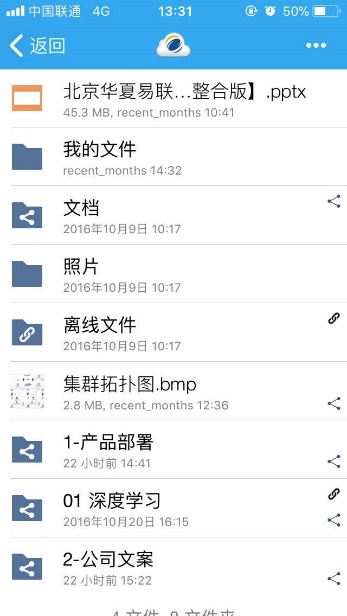 中国联通 4G 13:31 50%
返回
北京华夏易联...整合版】.pptx
45.3 MB, recent_months 10:41
我的文件
recent_months 14:32
文档
2016年10月9日 10:17
照片
2016年10月9日 10:17
离线文件
2016年10月9日 10:17
集群拓扑图.bmp
2.8 MB, recent_months 12:36
1-产品部署
22 小时前 14:41
01 深度学习
2016年10月20日 16:15
2-公司文案
22 小时前 15:22